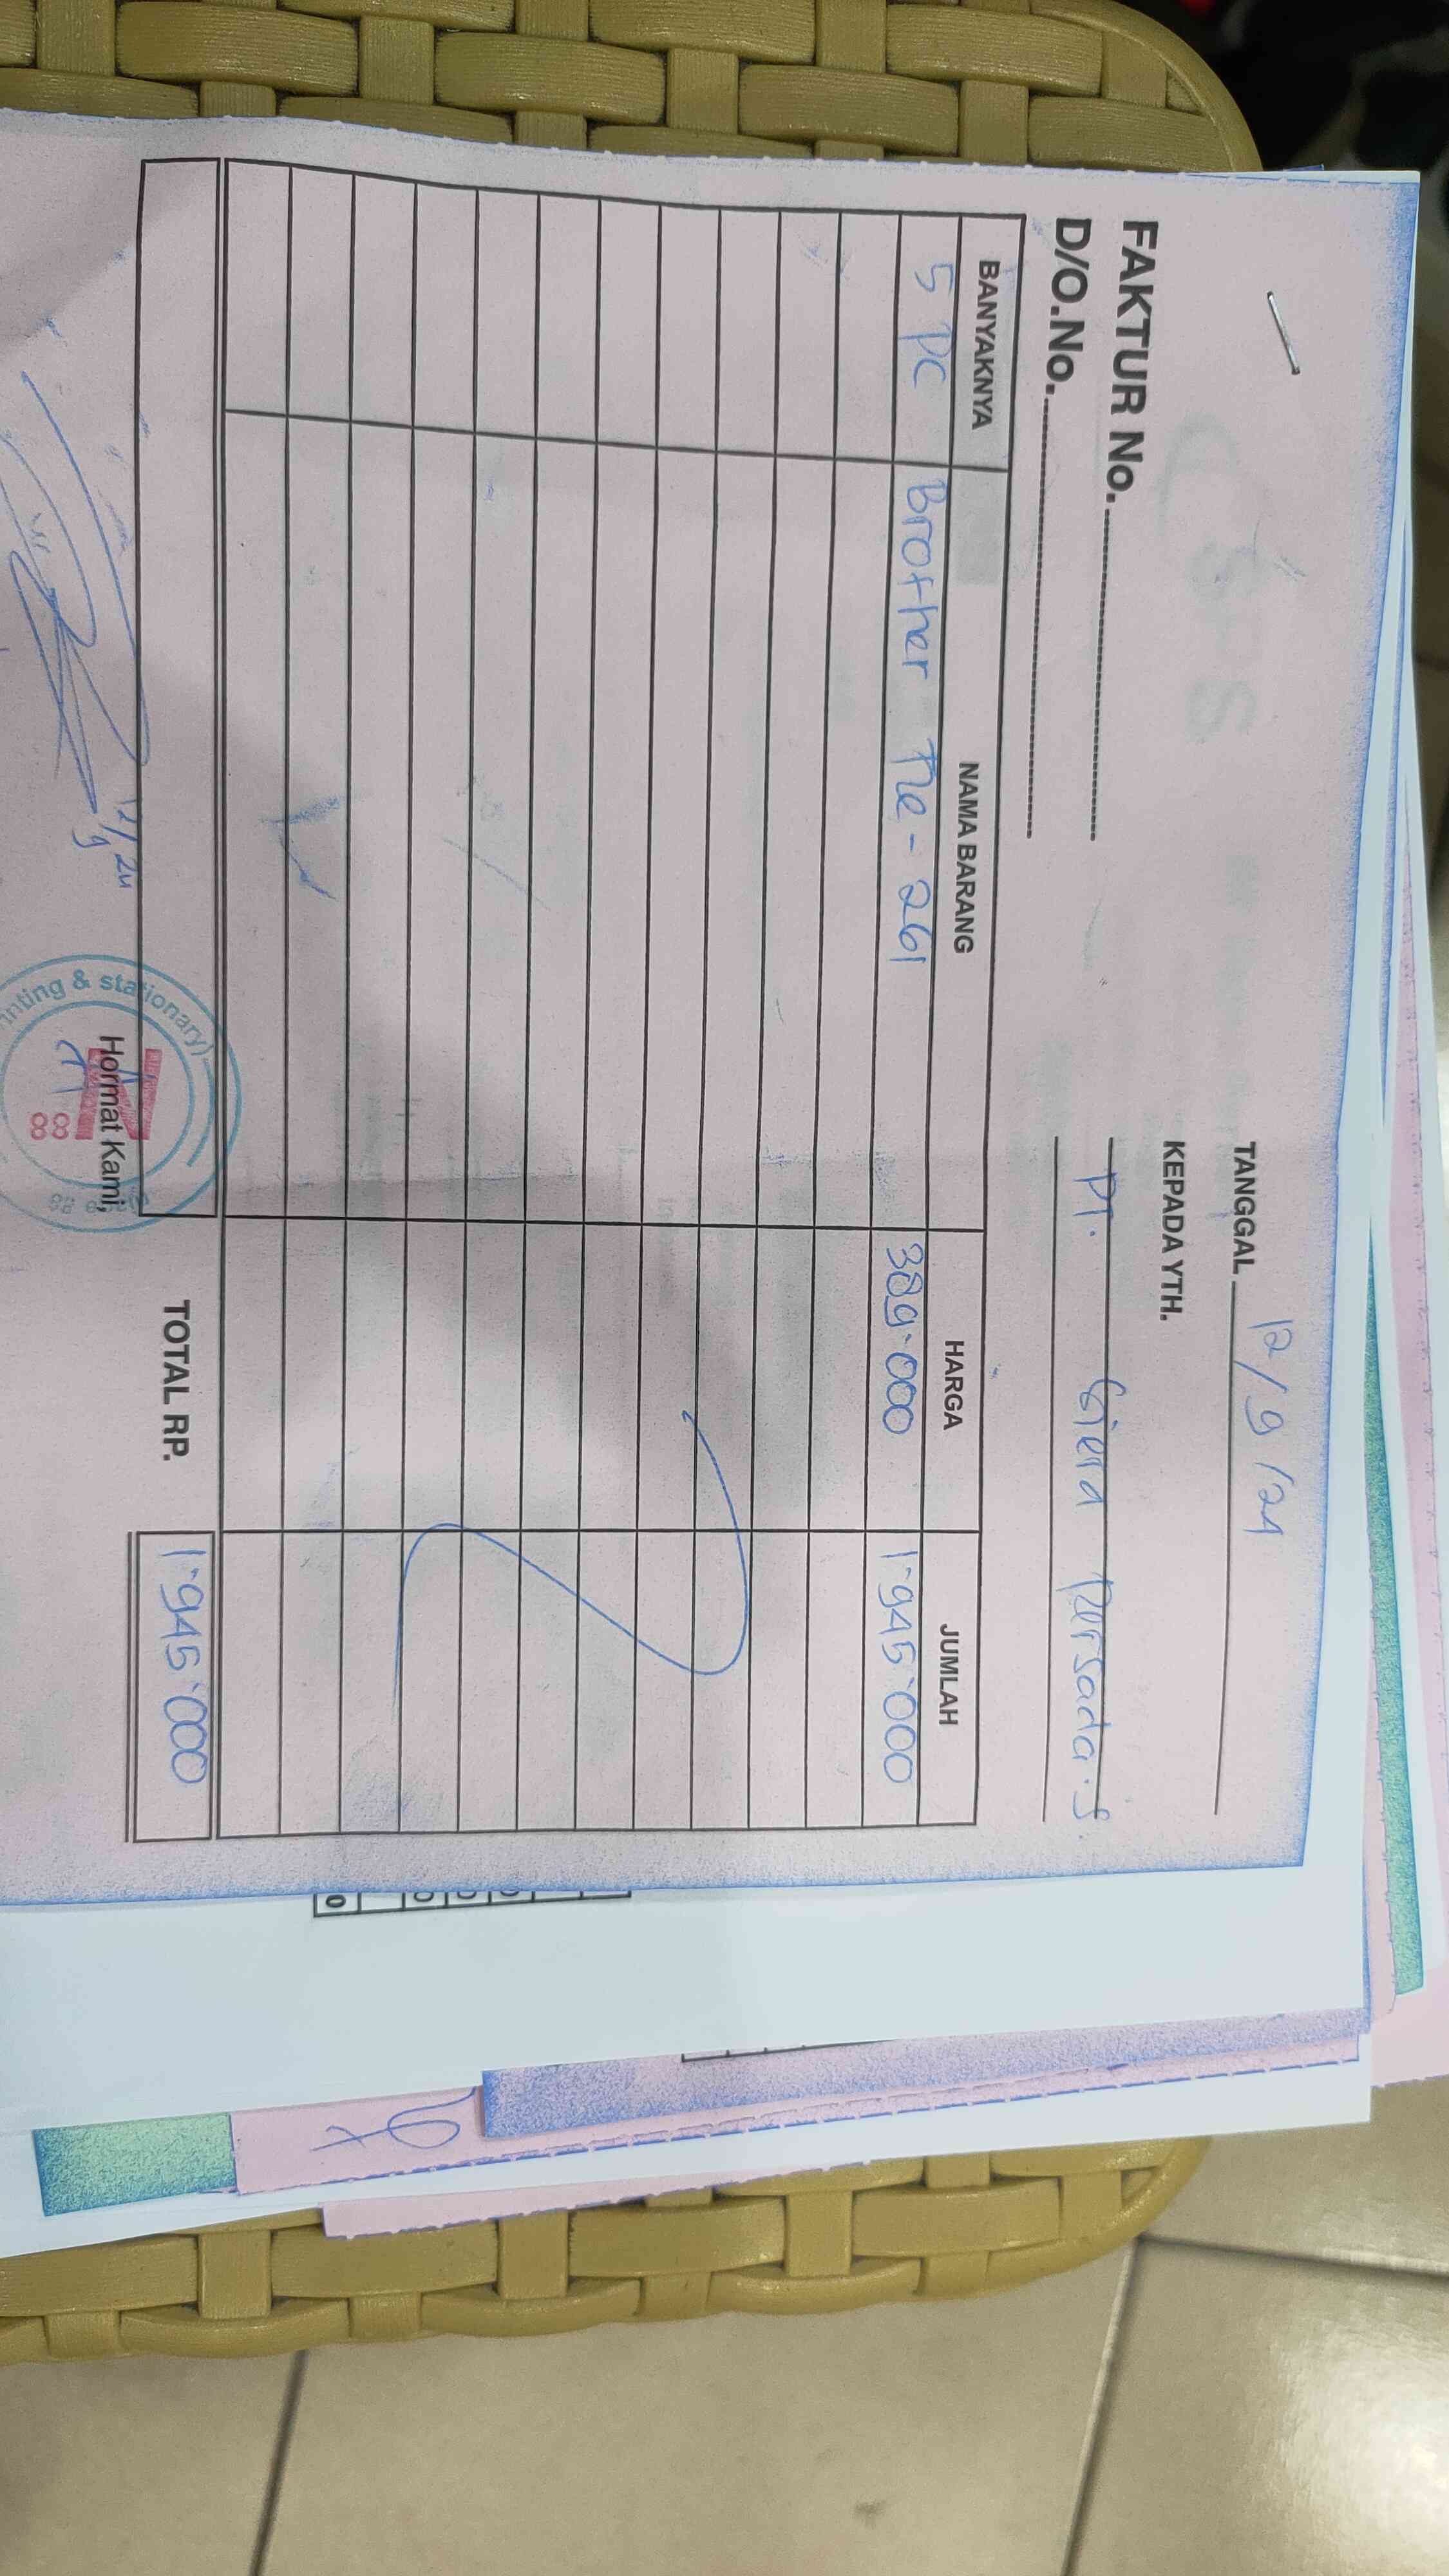 TANGGAL 12/9/24
FAKTUR No.
KEPADA YTH.
D/O.No.
PT. Giera Persada.S
BANYAKNYA NAMA BARANG HARGA JUMLAH
5 PC Brother Tze-261 389.000 1.945.000
TOTAL RP. 1.945.000
Hormat Kami,
12/9 24
nting & stationary)
N
88